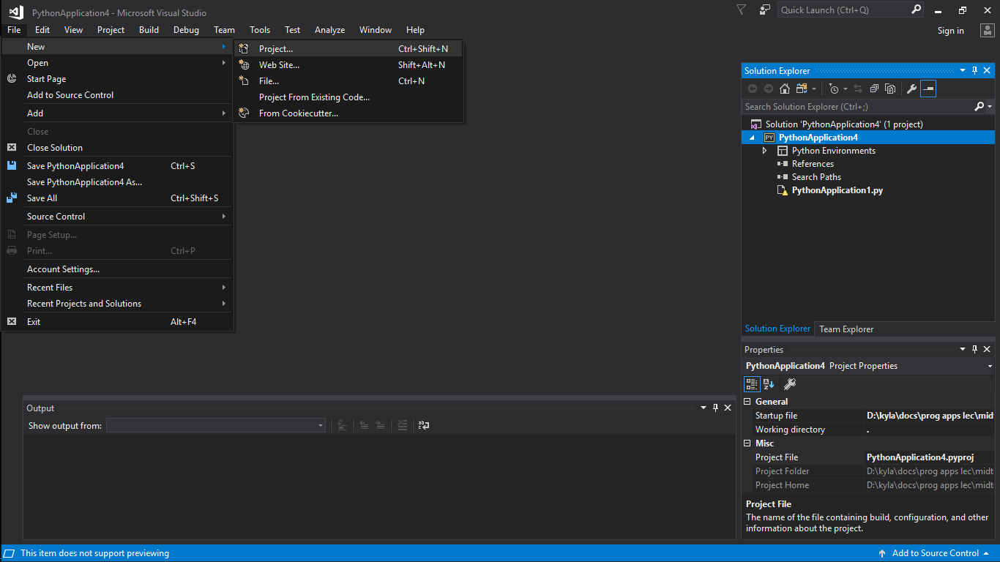 PythonApplication4 - Microsoft Visual Studio
Quick Launch (Ctrl+Q)
File Edit View Project Build Debug Team Tools Test Analyze Window Help
Sign in
New
Open
Start Page
Add to Source Control
Add
Close
Close Solution
Save PythonApplication4 Ctrl+S
Save PythonApplication4 As...
Save All Ctrl+Shift+S
Source Control
Page Setup...
Print... Ctrl+P
Account Settings...
Recent Files
Recent Projects and Solutions
Exit Alt+F4
Project... Ctrl+Shift+N
Web Site... Shift+Alt+N
File... Ctrl+N
Project From Existing Code...
From Cookiecutter...
Solution Explorer
Search Solution Explorer (Ctrl+;)
Solution 'PythonApplication4' (1 project)
PY PythonApplication4
Python Environments
References
Search Paths
PythonApplication1.py
Solution Explorer Team Explorer
Properties
PythonApplication4 Project Properties
General
Startup file D:\kyla\docs\prog apps lec\midt
Working directory .
Misc
Project File PythonApplication4.pyproj
Project Folder D:\kyla\docs\prog apps lec\midt
Project Home D:\kyla\docs\prog apps lec\midt
Project File
The name of the file containing build, configuration, and other
information about the project.
Output
Show output from:
This item does not support previewing
Add to Source Control